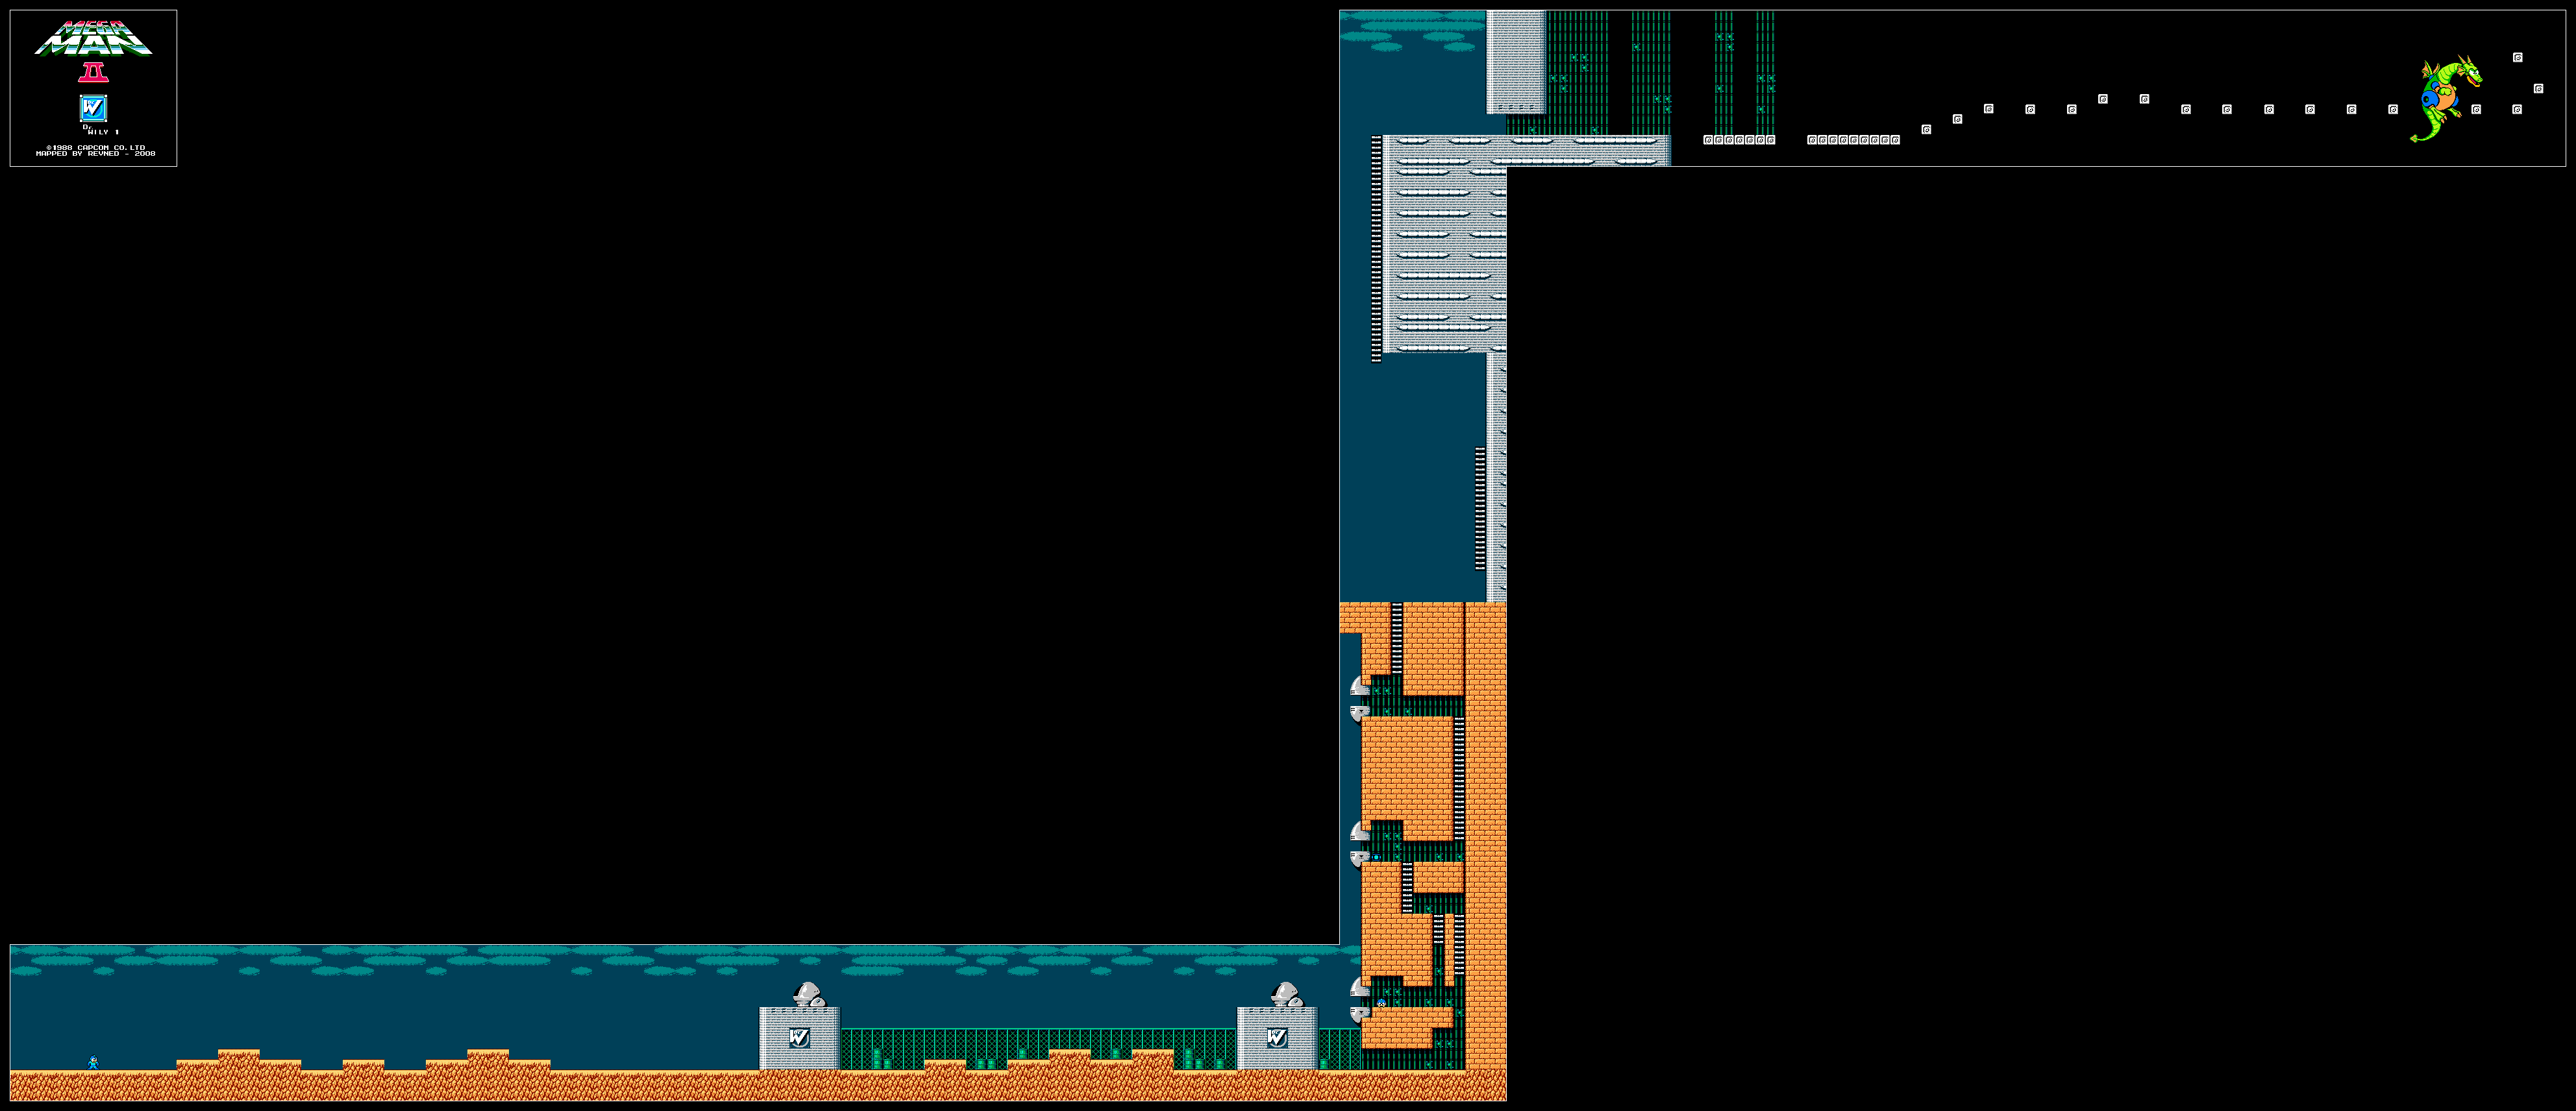 MEGA
MAN
II
W
Dr.
WILY 1
©1988 CAPCOM CO.LTD
MAPPED BY REVNED - 2008
W
W